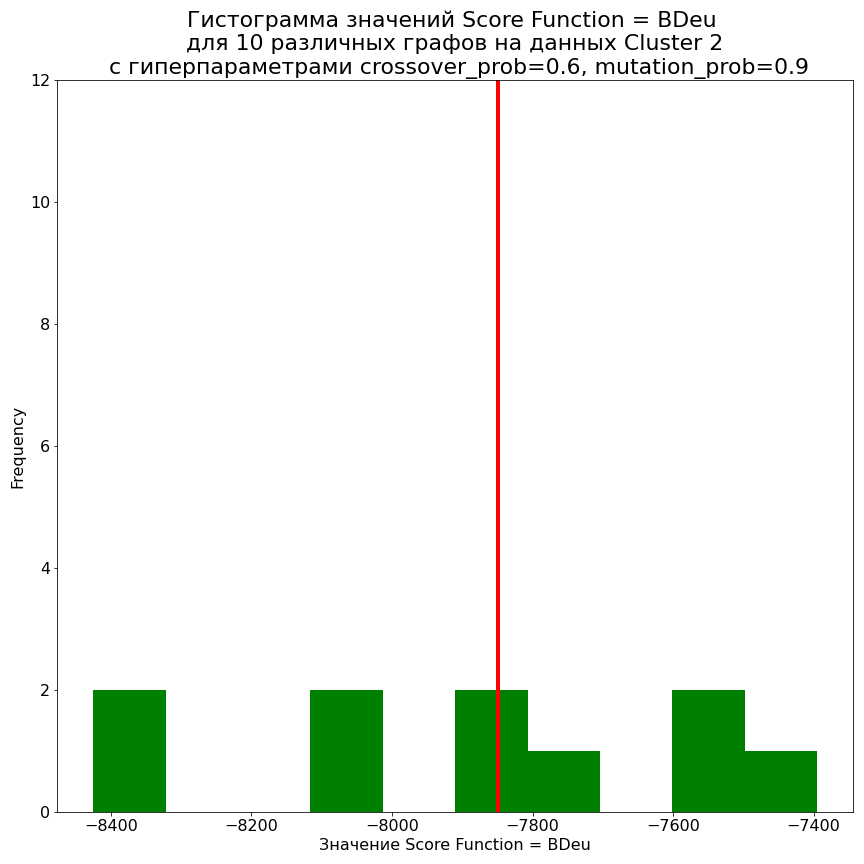 Гистограмма значений Score Function = BDeu
для 10 различных графов на данных Cluster 2
с гиперпараметрами crossover_prob=0.6, mutation_prob=0.9
12
10
8
6
4
2
0
Frequency
−8400 −8200 −8000 −7800 −7600 −7400
Значение Score Function = BDeu